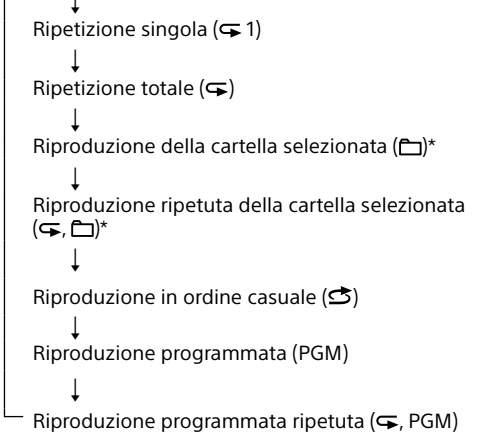 Ripetizione singola (⮎ 1)
Ripetizione totale (⮎)
Riproduzione della cartella selezionata (🗀)*
Riproduzione ripetuta della cartella selezionata
(⮎, 🗀)*
Riproduzione in ordine casuale (⮌)
Riproduzione programmata (PGM)
Riproduzione programmata ripetuta (⮎, PGM)